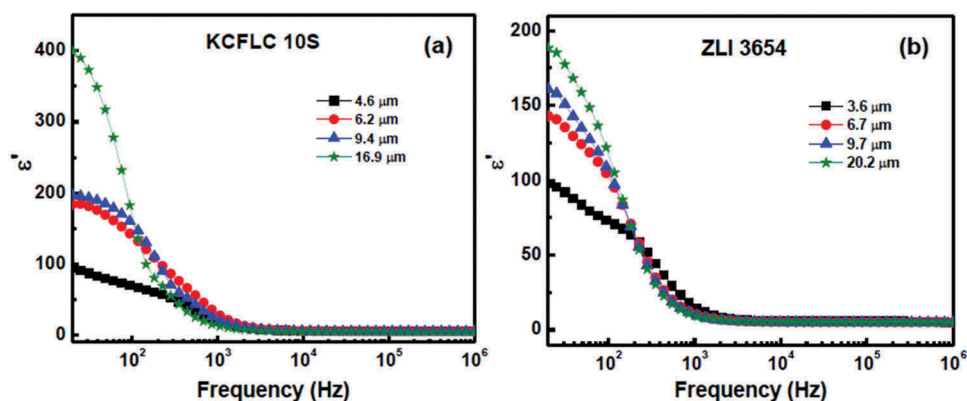 KCFLC 10S
(a)
4.6 μm
6.2 μm
9.4 μm
16.9 μm
ε'
400
300
200
100
0
10² 10³ 10⁴ 10⁵ 10⁶
Frequency (Hz)
ZLI 3654
(b)
3.6 μm
6.7 μm
9.7 μm
20.2 μm
ε'
200
150
100
50
0
10² 10³ 10⁴ 10⁵ 10⁶
Frequency (Hz)